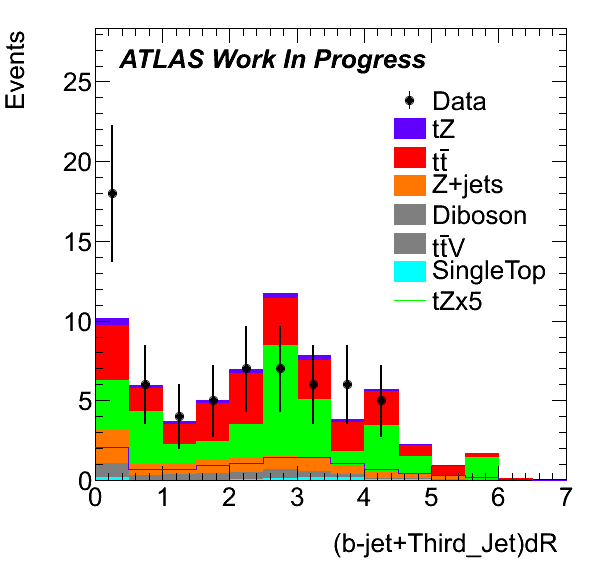 Events
ATLAS Work In Progress
25
20
15
10
5
0
Data
tZ
tt̄
Z+jets
Diboson
tt̄V
SingleTop
tZx5
0 1 2 3 4 5 6 7
(b-jet+Third_Jet)dR